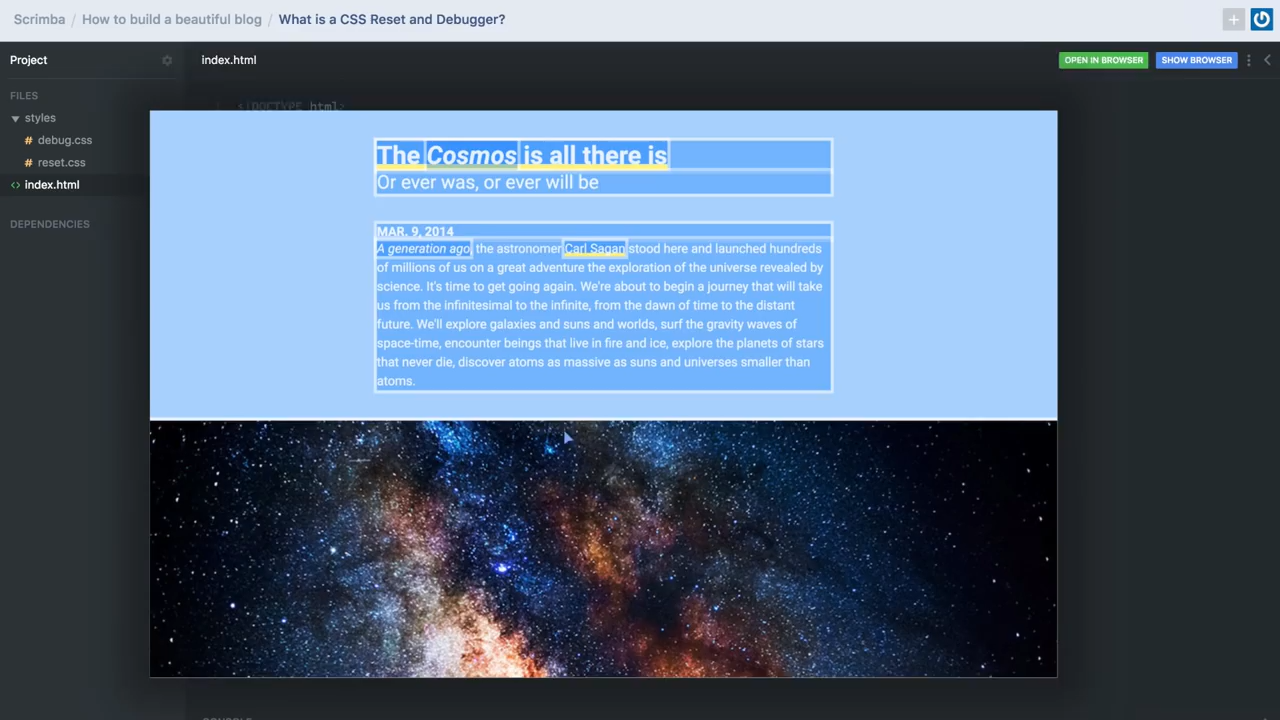 Scrimba / How to build a beautiful blog / What is a CSS Reset and Debugger?
Project
index.html
OPEN IN BROWSER
SHOW BROWSER
FILES
styles
# debug.css
# reset.css
<> index.html
DEPENDENCIES
1 <!DOCTYPE html>
The Cosmos is all there is
Or ever was, or ever will be
MAR. 9, 2014
A generation ago, the astronomer Carl Sagan stood here and launched hundreds
of millions of us on a great adventure the exploration of the universe revealed by
science. It's time to get going again. We're about to begin a journey that will take
us from the infinitesimal to the infinite, from the dawn of time to the distant
future. We'll explore galaxies and suns and worlds, surf the gravity waves of
space-time, encounter beings that live in fire and ice, explore the planets of stars
that never die, discover atoms as massive as suns and universes smaller than
atoms.
CONSOLE